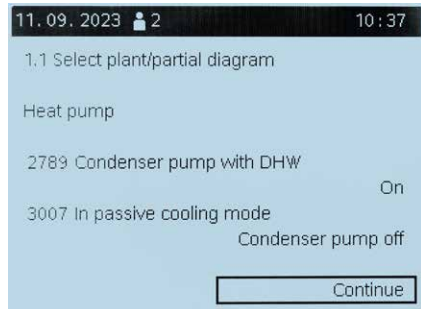 11.09.2023 2 10:37
1.1 Select plant/partial diagram
Heat pump
2789 Condenser pump with DHW
On
3007 In passive cooling mode
Condenser pump off
Continue